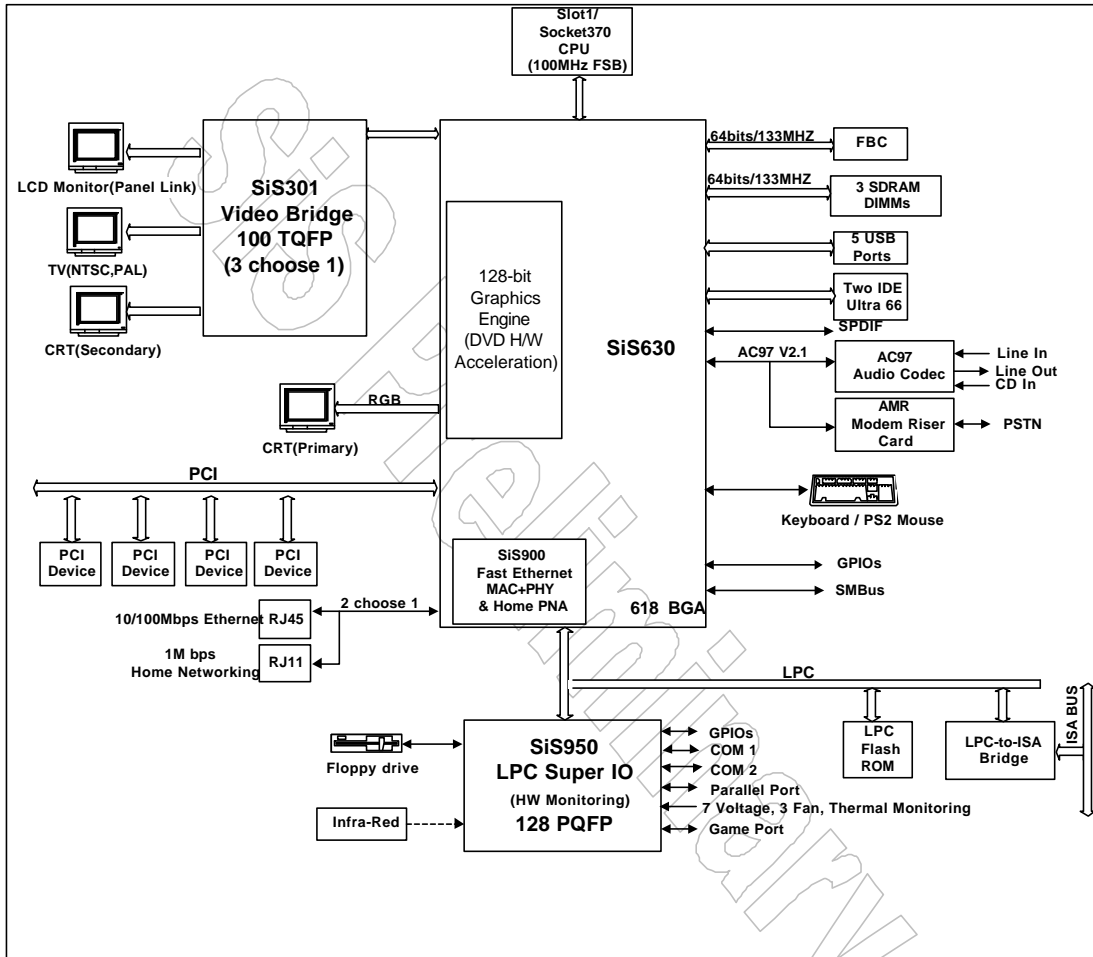 Slot1/
Socket370
CPU
(100MHz FSB)
64bits/133MHZ
FBC
64bits/133MHZ
3 SDRAM
DIMMs
5 USB
Ports
Two IDE
Ultra 66
SPDIF
AC97 V2.1
AC97
Audio Codec
Line In
Line Out
CD In
AMR
Modem Riser
Card
PSTN
Keyboard / PS2 Mouse
GPIOs
SMBus
LCD Monitor(Panel Link)
TV(NTSC,PAL)
CRT(Secondary)
SiS301
Video Bridge
100 TQFP
(3 choose 1)
128-bit
Graphics
Engine
(DVD H/W
Acceleration)
SiS630
RGB
CRT(Primary)
PCI
PCI
Device
PCI
Device
PCI
Device
PCI
Device
SiS900
Fast Ethernet
MAC+PHY
& Home PNA
618 BGA
2 choose 1
10/100Mbps Ethernet
RJ45
1M bps
Home Networking
RJ11
LPC
ISA BUS
LPC
Flash
ROM
LPC-to-ISA
Bridge
Floppy drive
Infra-Red
SiS950
LPC Super IO
(HW Monitoring)
128 PQFP
GPIOs
COM 1
COM 2
Parallel Port
7 Voltage, 3 Fan, Thermal Monitoring
Game Port
SiS Preliminary